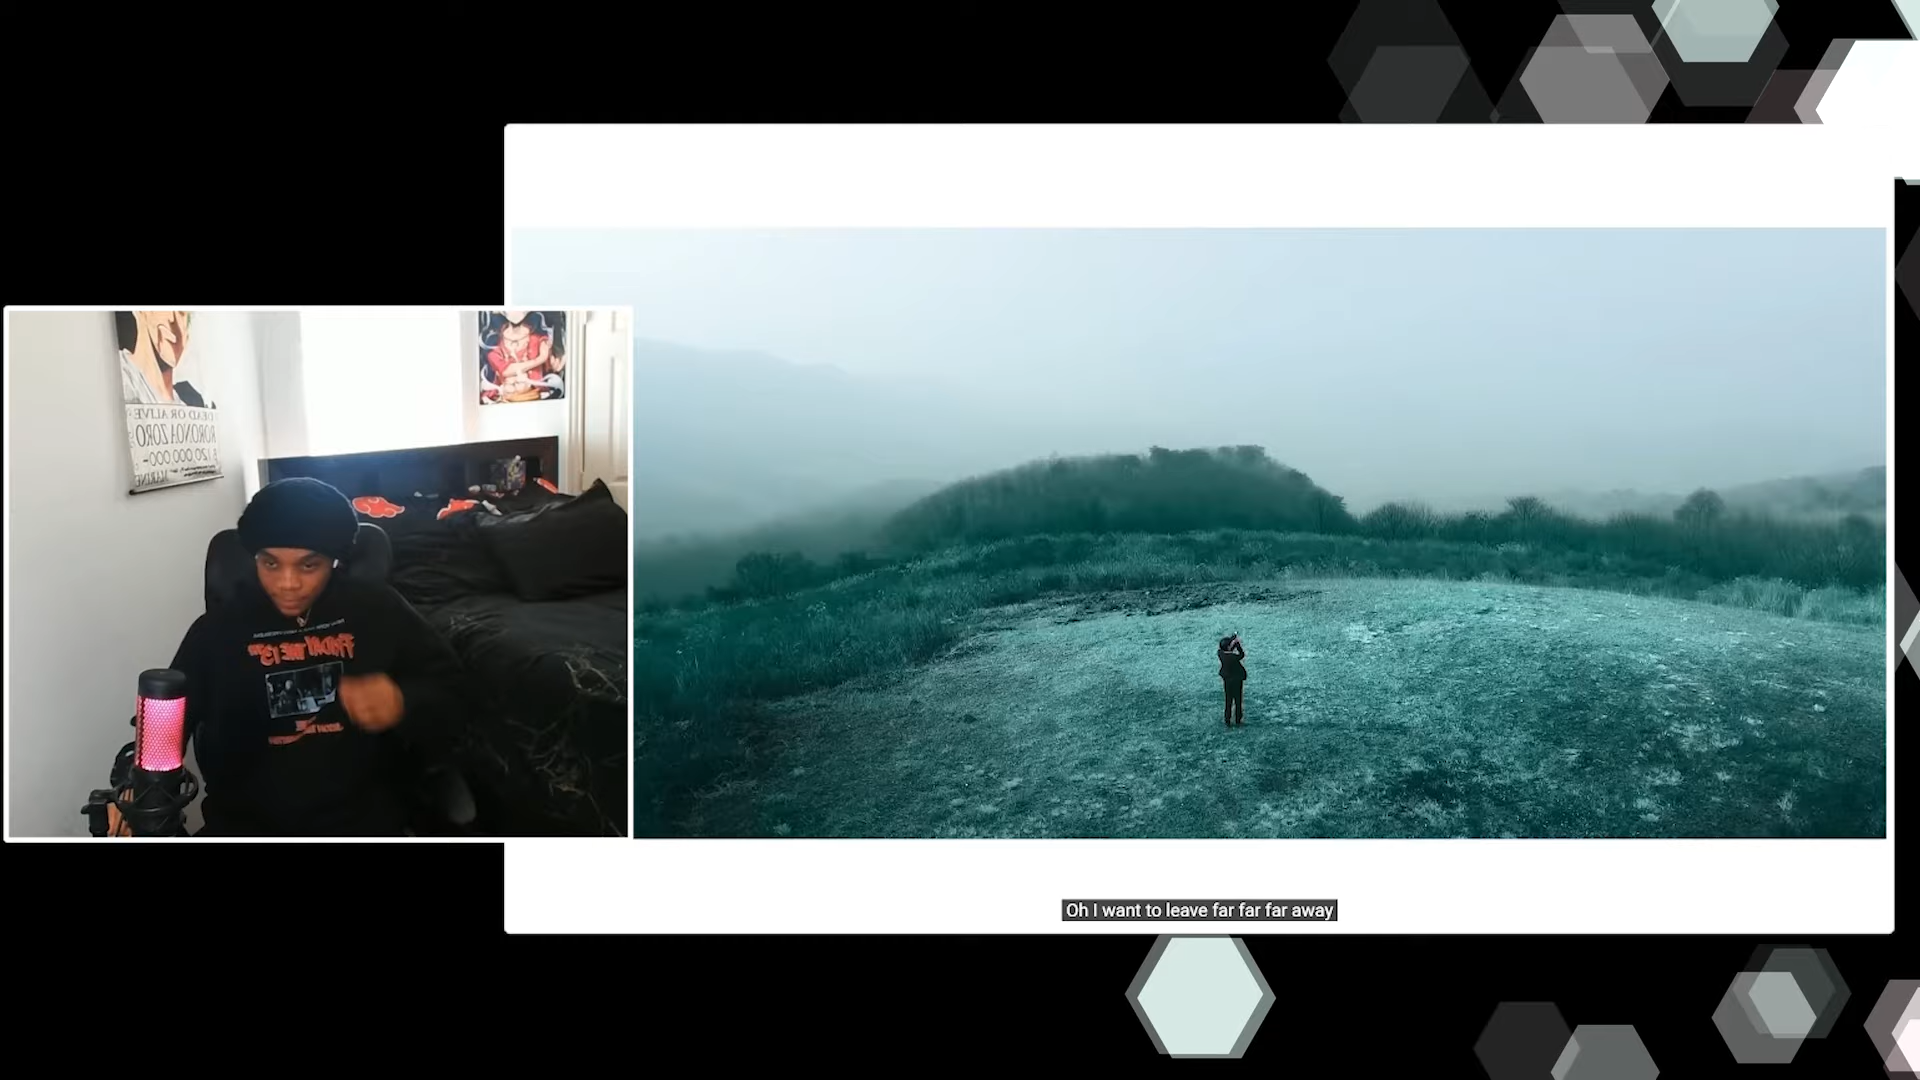 DEAD OR ALIVE
RORONOA ZORO
120,000,000-
MARINE
FRIDAY THE 13TH
Oh I want to leave far far far away